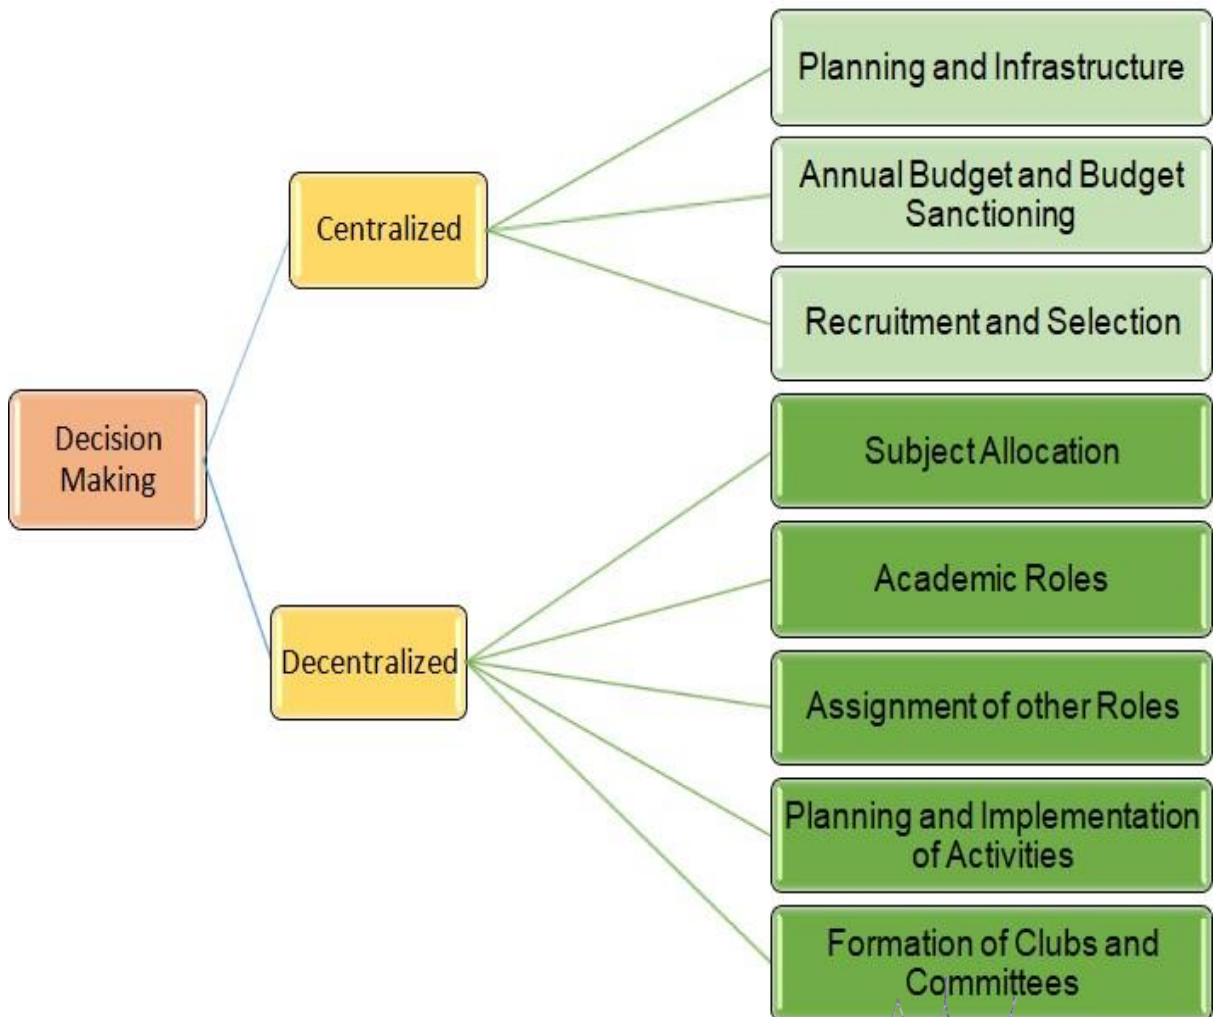 Planning and Infrastructure
Annual Budget and Budget
Sanctioning
Centralized
Recruitment and Selection
Decision
Making
Subject Allocation
Academic Roles
Decentralized
Assignment of other Roles
Planning and Implementation
of Activities
Formation of Clubs and
Committees